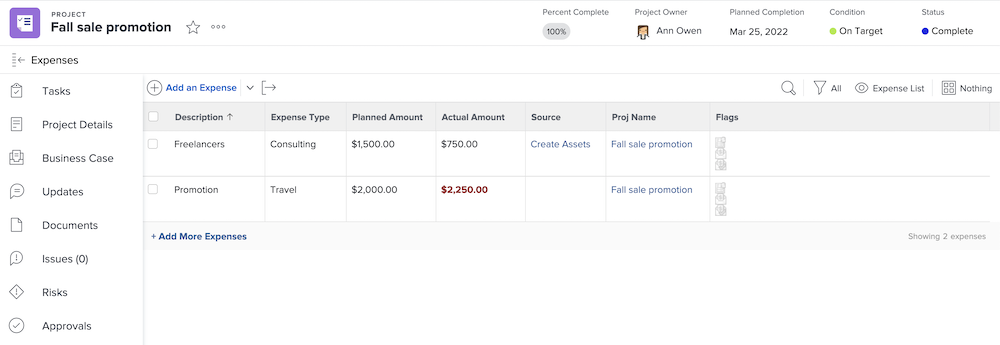 PROJECT
Fall sale promotion
Percent Complete
100%
Project Owner
Ann Owen
Planned Completion
Mar 25, 2022
Condition
On Target
Status
Complete
Expenses
Tasks
Project Details
Business Case
Updates
Documents
Issues (0)
Risks
Approvals
Add an Expense
All
Expense List
Nothing
Description ↑ Expense Type Planned Amount Actual Amount Source Proj Name Flags
Freelancers Consulting $1,500.00 $750.00 Create Assets Fall sale promotion
Promotion Travel $2,000.00 $2,250.00 Fall sale promotion
+ Add More Expenses
Showing 2 expenses